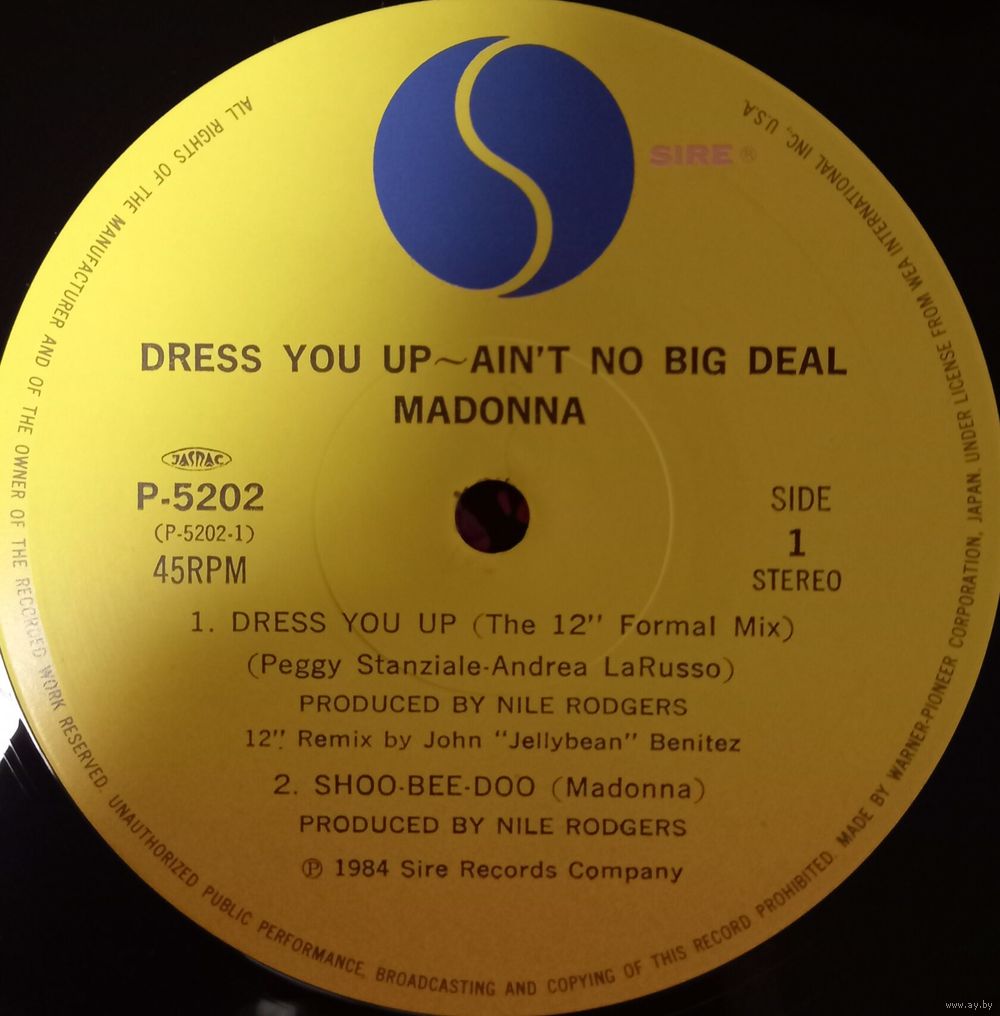 SIRE ®
DRESS YOU UP~AIN'T NO BIG DEAL
MADONNA
JASRAC
P-5202
(P-5202-1)
45RPM
SIDE
1
STEREO
1. DRESS YOU UP (The 12" Formal Mix)
(Peggy Stanziale-Andrea LaRusso)
PRODUCED BY NILE RODGERS
12" Remix by John "Jellybean" Benitez
2. SHOO-BEE-DOO (Madonna)
PRODUCED BY NILE RODGERS
℗ 1984 Sire Records Company
ALL RIGHTS OF THE MANUFACTURER AND OF THE OWNER OF THE RECORDED WORK RESERVED. UNAUTHORIZED PUBLIC PERFORMANCE, BROADCASTING AND COPYING OF THIS RECORD PROHIBITED. MADE BY WARNER-PIONEER CORPORATION, JAPAN. UNDER LICENSE FROM WEA INTERNATIONAL INC., U.S.A.
www.ay.by